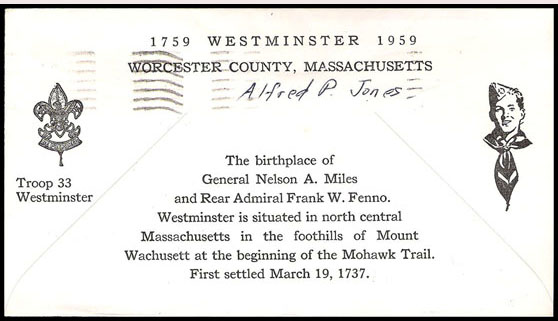 1759 WESTMINSTER 1959
WORCESTER COUNTY, MASSACHUSETTS
Alfred P. Jones
Troop 33
Westminster
The birthplace of
General Nelson A. Miles
and Rear Admiral Frank W. Fenno.
Westminster is situated in north central
Massachusetts in the foothills of Mount
Wachusett at the beginning of the Mohawk Trail.
First settled March 19, 1737.